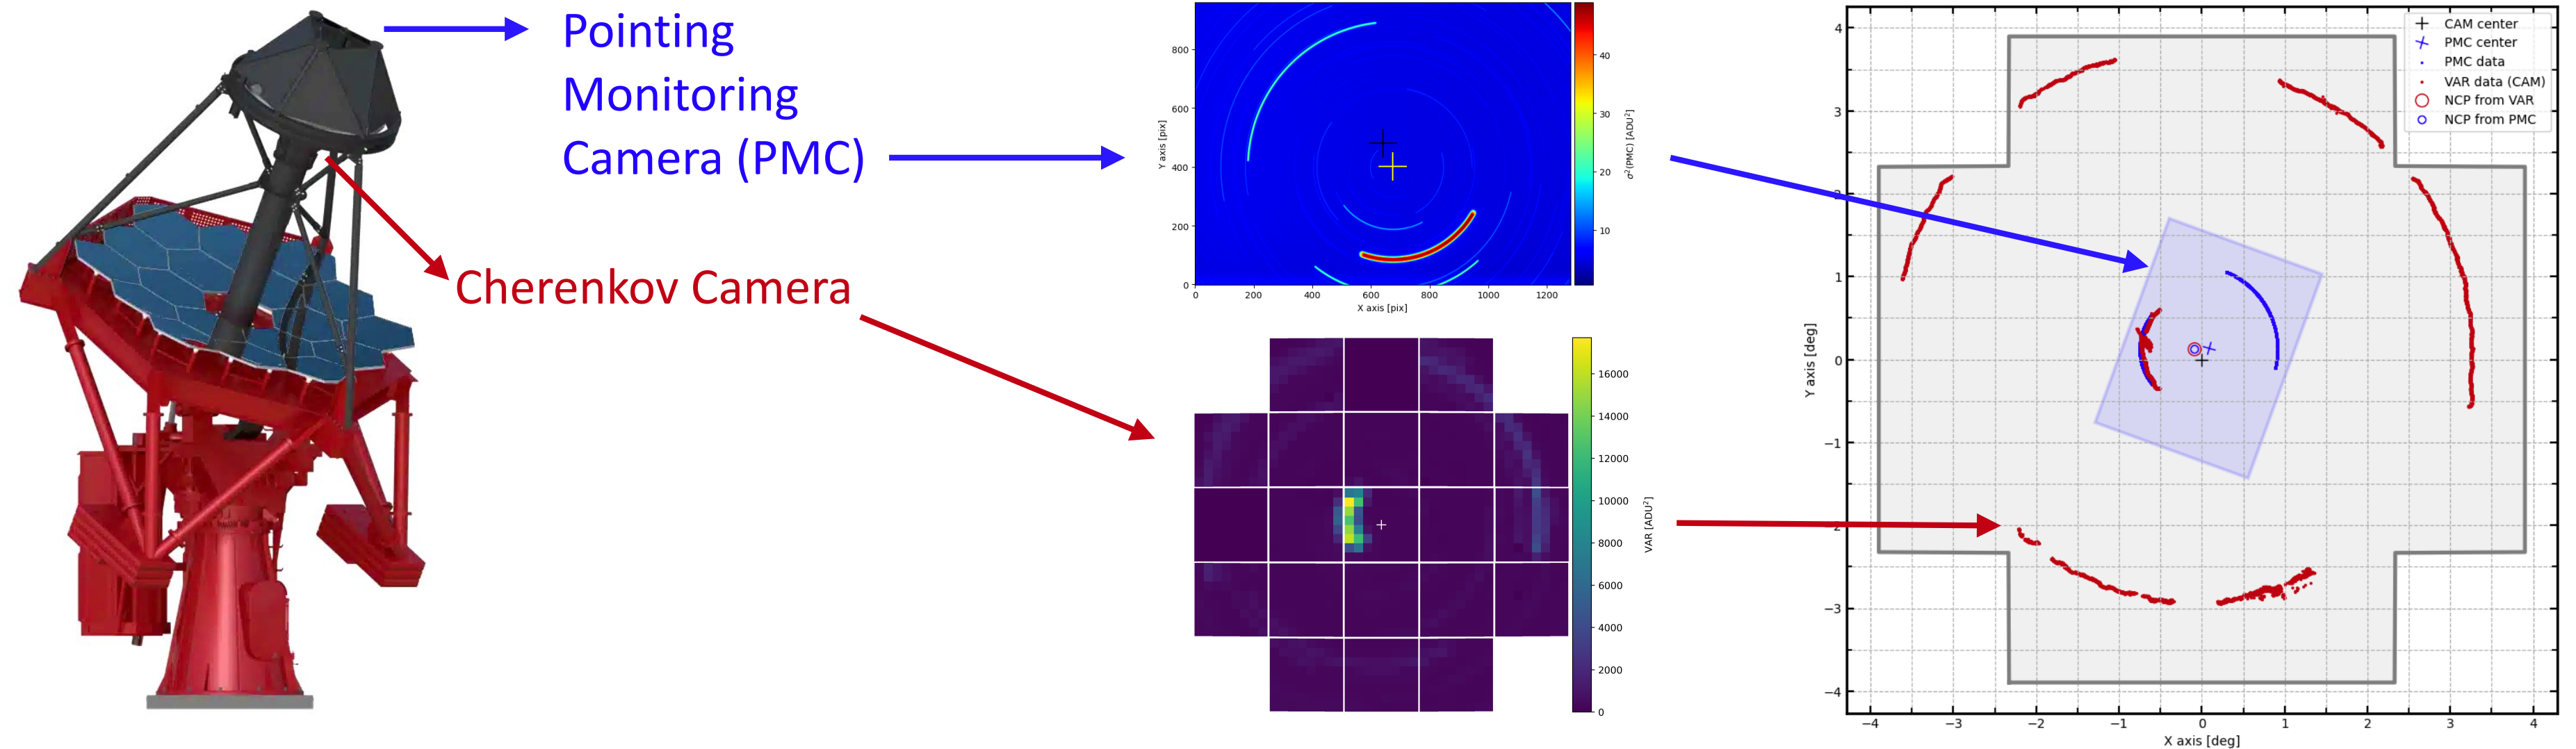 Pointing
Monitoring
Camera (PMC)
Cherenkov Camera
800
600
400
200
0
0 200 400 600 800 1000 1200
Y axis [pix]
X axis [pix]
40
30
20
10
σ²(PMC) [ADU²]
16000
14000
12000
10000
8000
6000
4000
2000
0
VAR [ADU²]
CAM center
PMC center
PMC data
VAR data (CAM)
NCP from VAR
NCP from PMC
4
3
2
1
0
−1
−2
−3
−4
Y axis [deg]
−4 −3 −2 −1 0 1 2 3 4
X axis [deg]